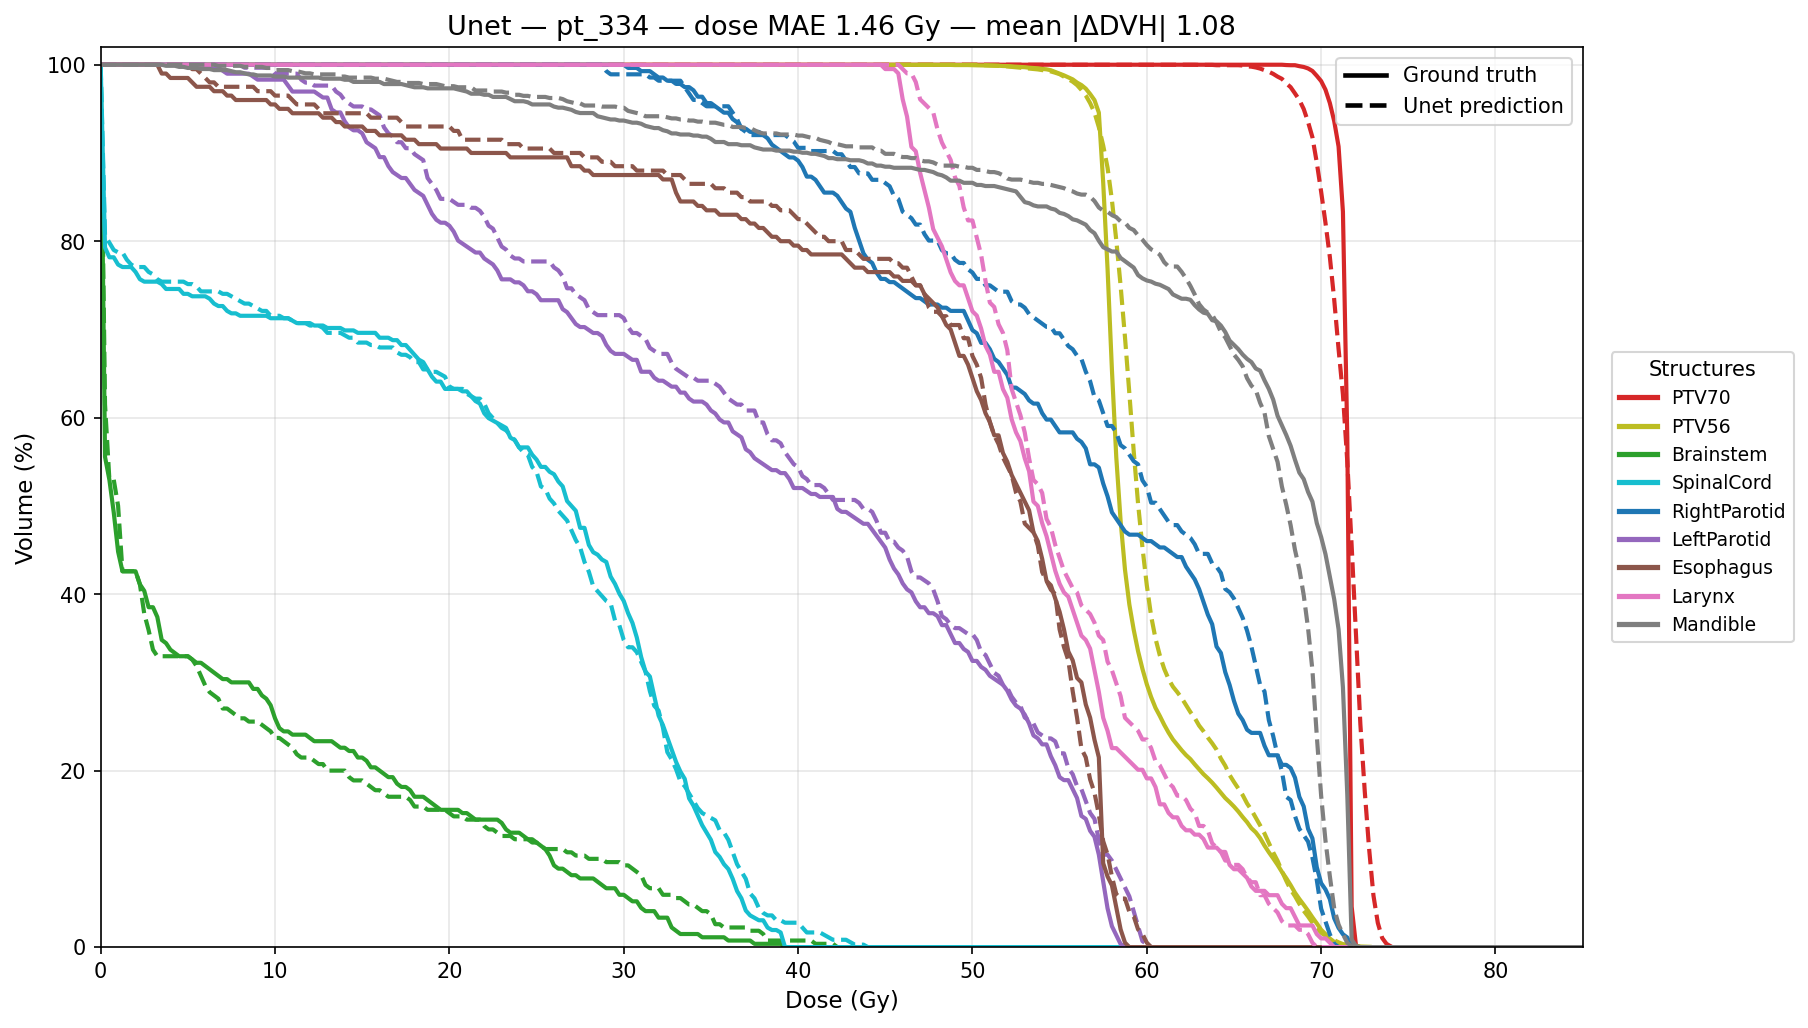 Unet — pt_334 — dose MAE 1.46 Gy — mean |ΔDVH| 1.08
Ground truth
Unet prediction
Structures
PTV70
PTV56
Brainstem
SpinalCord
RightParotid
LeftParotid
Esophagus
Larynx
Mandible
Volume (%)
100
80
60
40
20
0
0 10 20 30 40 50 60 70 80
Dose (Gy)